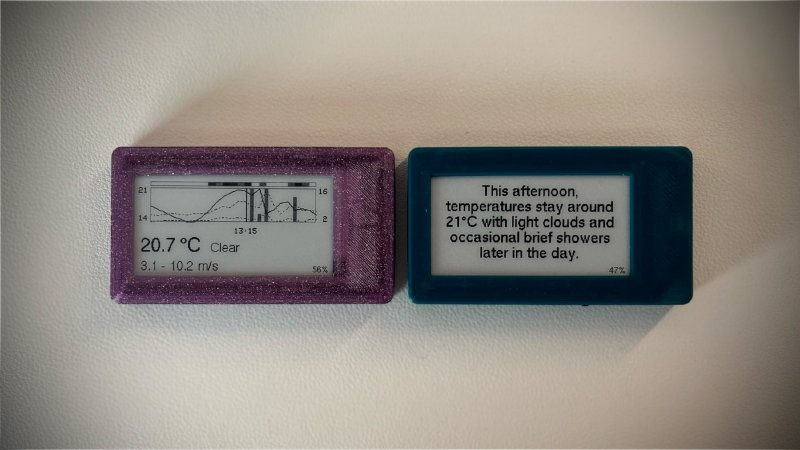 21 16
14 2
13:15
20.7 °C Clear
3.1 - 10.2 m/s
56%
This afternoon,
temperatures stay around
21°C with light clouds and
occasional brief showers
later in the day.
47%